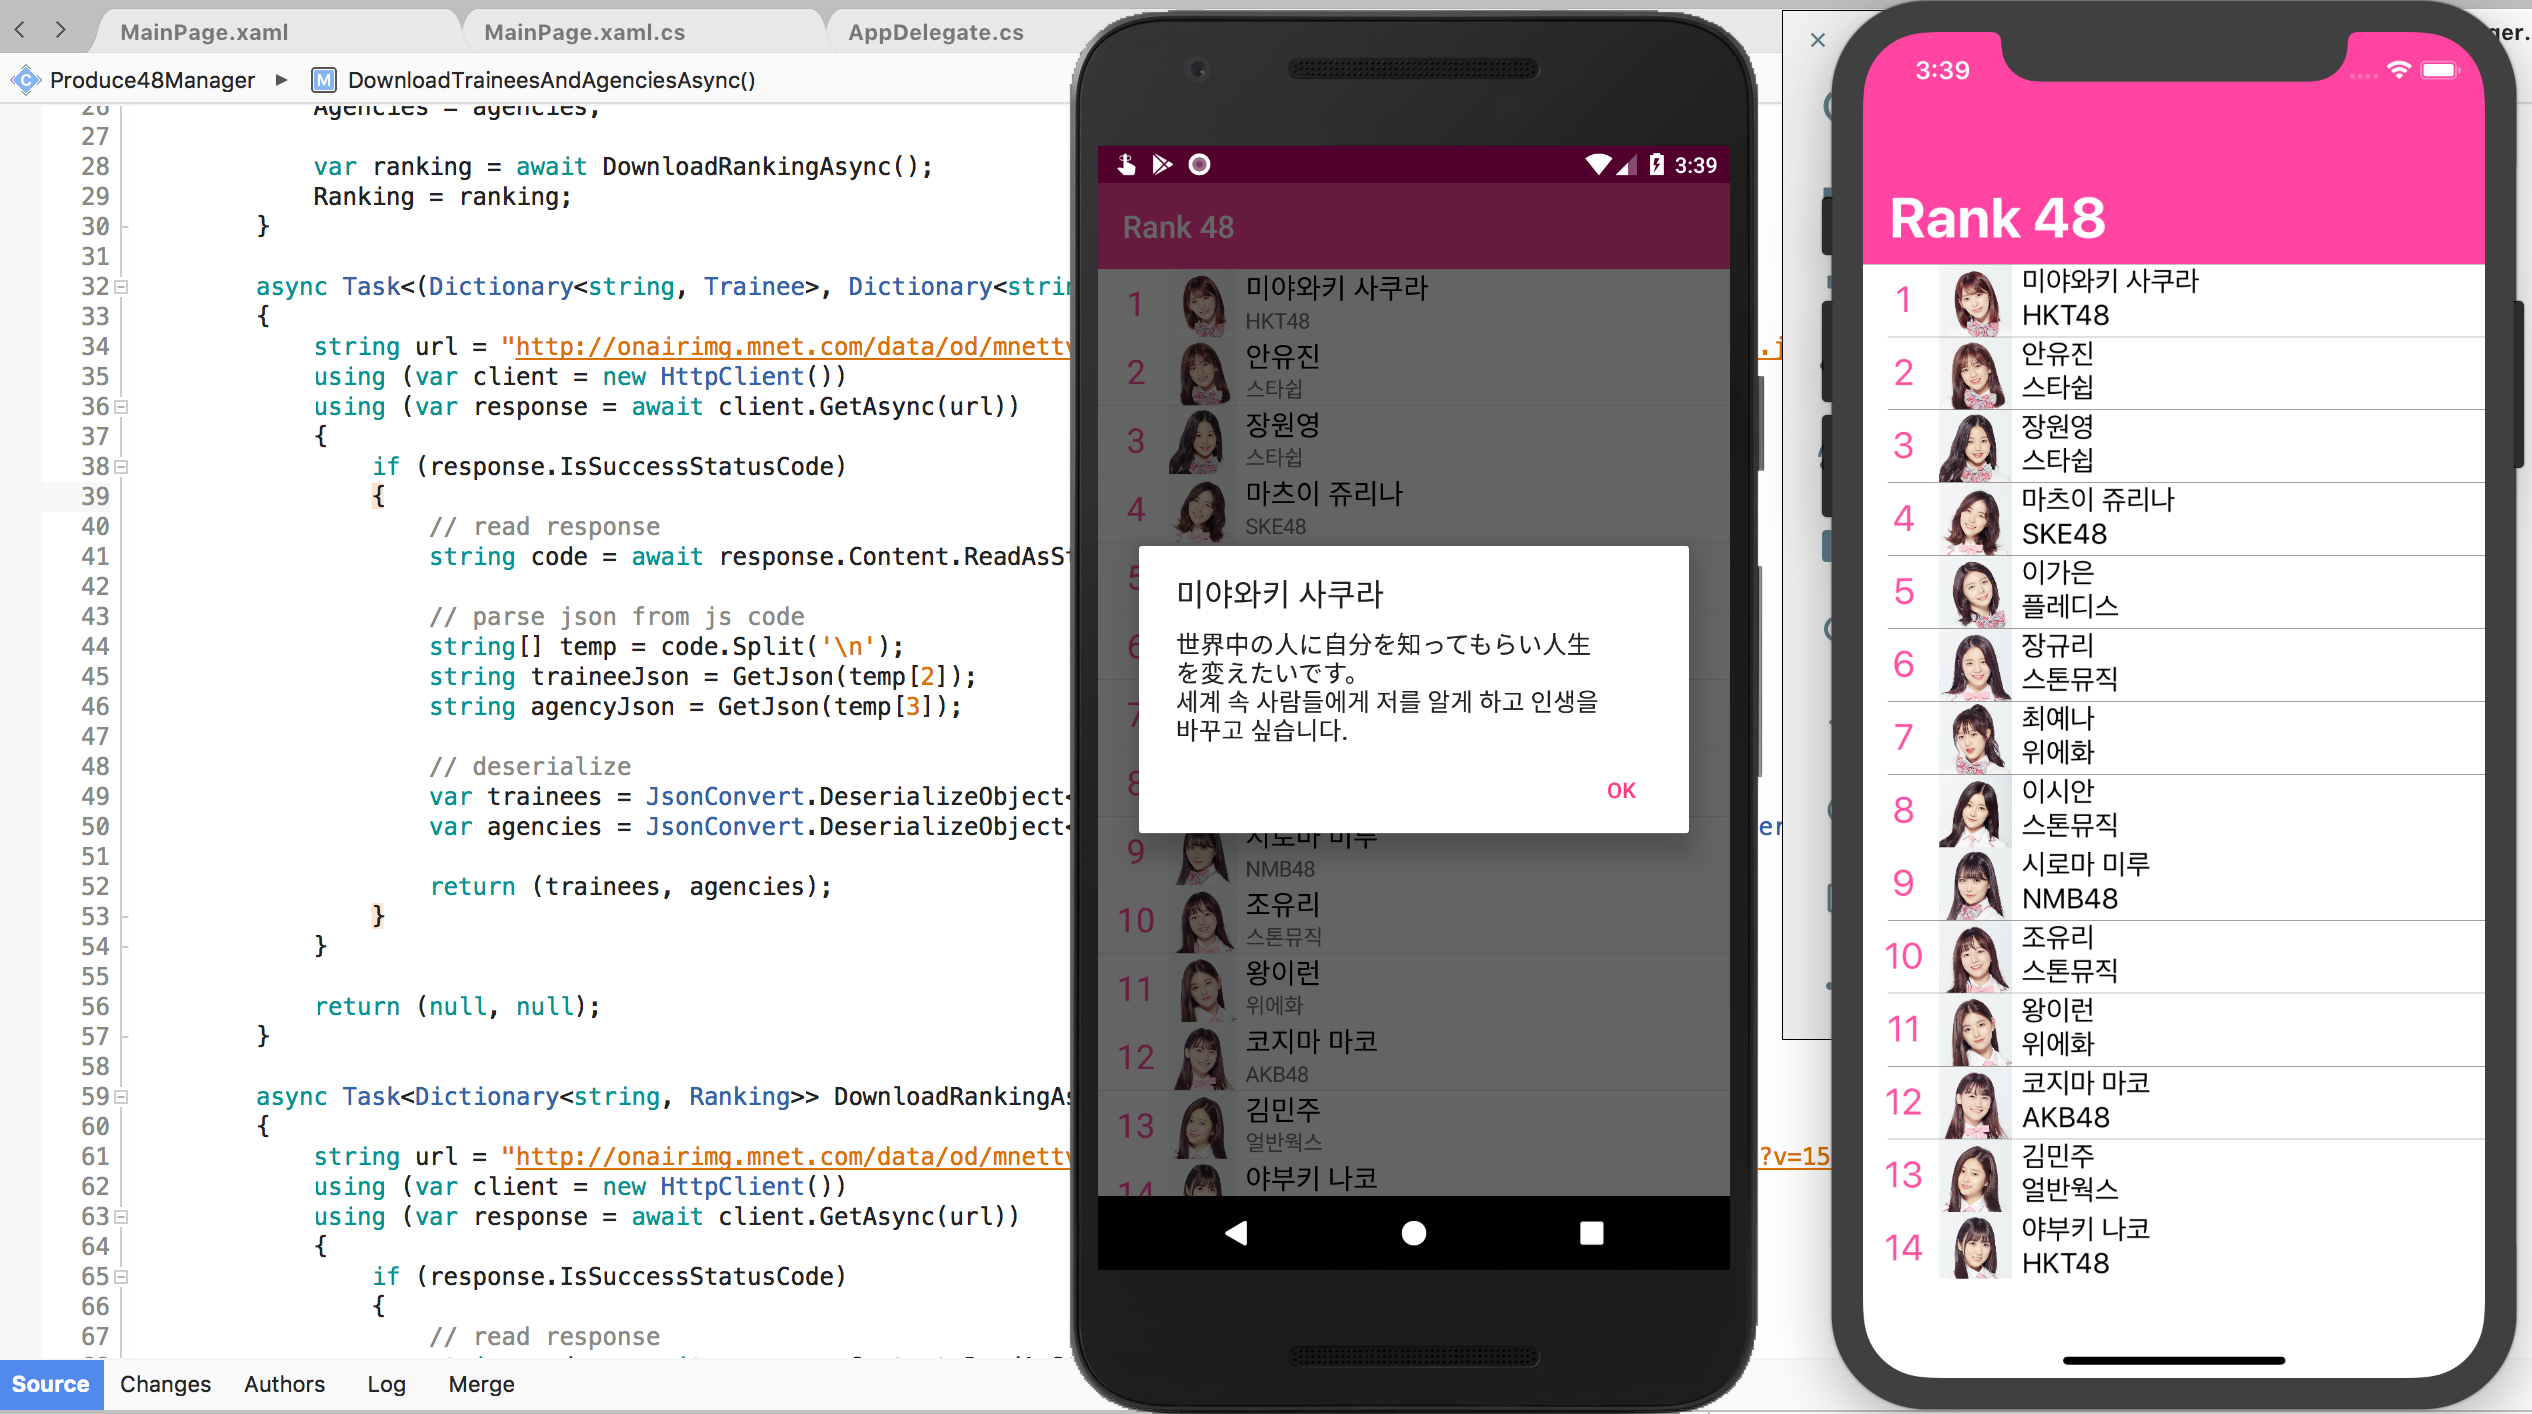 MainPage.xaml
MainPage.xaml.cs
AppDelegate.cs
Produce48Manager
M
DownloadTraineesAndAgenciesAsync()
26 Agencies = agencies;
27
28 var ranking = await DownloadRankingAsync();
29 Ranking = ranking;
30 }
31
32 async Task<(Dictionary<string, Trainee>, Dictionary<strin
33 {
34 string url = "http://onairimg.mnet.com/data/od/mnettv
35 using (var client = new HttpClient())
36 using (var response = await client.GetAsync(url))
37 {
38 if (response.IsSuccessStatusCode)
39 {
40 // read response
41 string code = await response.Content.ReadAsSt
42
43 // parse json from js code
44 string[] temp = code.Split('\n');
45 string traineeJson = GetJson(temp[2]);
46 string agencyJson = GetJson(temp[3]);
47
48 // deserialize
49 var trainees = JsonConvert.DeserializeObject<
50 var agencies = JsonConvert.DeserializeObject<
51
52 return (trainees, agencies);
53 }
54 }
55
56 return (null, null);
57 }
58
59 async Task<Dictionary<string, Ranking>> DownloadRankingAs
60 {
61 string url = "http://onairimg.mnet.com/data/od/mnettv
62 using (var client = new HttpClient())
63 using (var response = await client.GetAsync(url))
64 {
65 if (response.IsSuccessStatusCode)
66 {
67 // read response
?v=15
Source
Changes
Authors
Log
Merge
3:39
Rank 48
1 미야와키 사쿠라
HKT48
2 안유진
스타쉽
3 장원영
스타쉽
4 마츠이 쥬리나
SKE48
5
6
7
8
미야와키 사쿠라
世界中の人に自分を知ってもらい人生
を変えたいです。
세계 속 사람들에게 저를 알게 하고 인생을
바꾸고 싶습니다.
OK
9 시로마 미루
NMB48
10 조유리
스톤뮤직
11 왕이런
위에화
12 코지마 마코
AKB48
13 김민주
얼반웍스
14 야부키 나코
3:39
Rank 48
1 미야와키 사쿠라
HKT48
2 안유진
스타쉽
3 장원영
스타쉽
4 마츠이 쥬리나
SKE48
5 이가은
플레디스
6 장규리
스톤뮤직
7 최예나
위에화
8 이시안
스톤뮤직
9 시로마 미루
NMB48
10 조유리
스톤뮤직
11 왕이런
위에화
12 코지마 마코
AKB48
13 김민주
얼반웍스
14 야부키 나코
HKT48